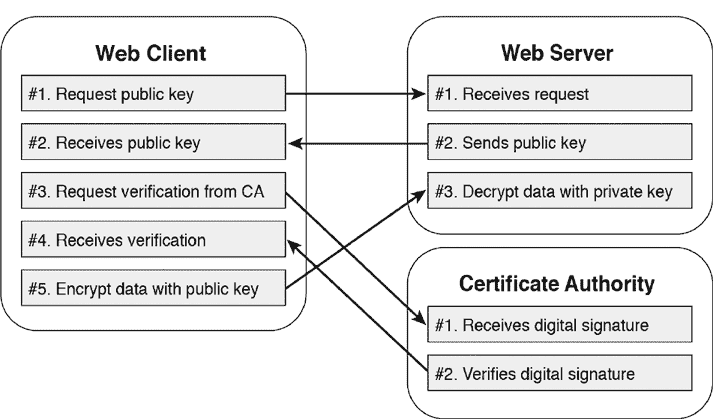 Web Client
#1. Request public key
#2. Receives public key
#3. Request verification from CA
#4. Receives verification
#5. Encrypt data with public key
Web Server
#1. Receives request
#2. Sends public key
#3. Decrypt data with private key
Certificate Authority
#1. Receives digital signature
#2. Verifies digital signature